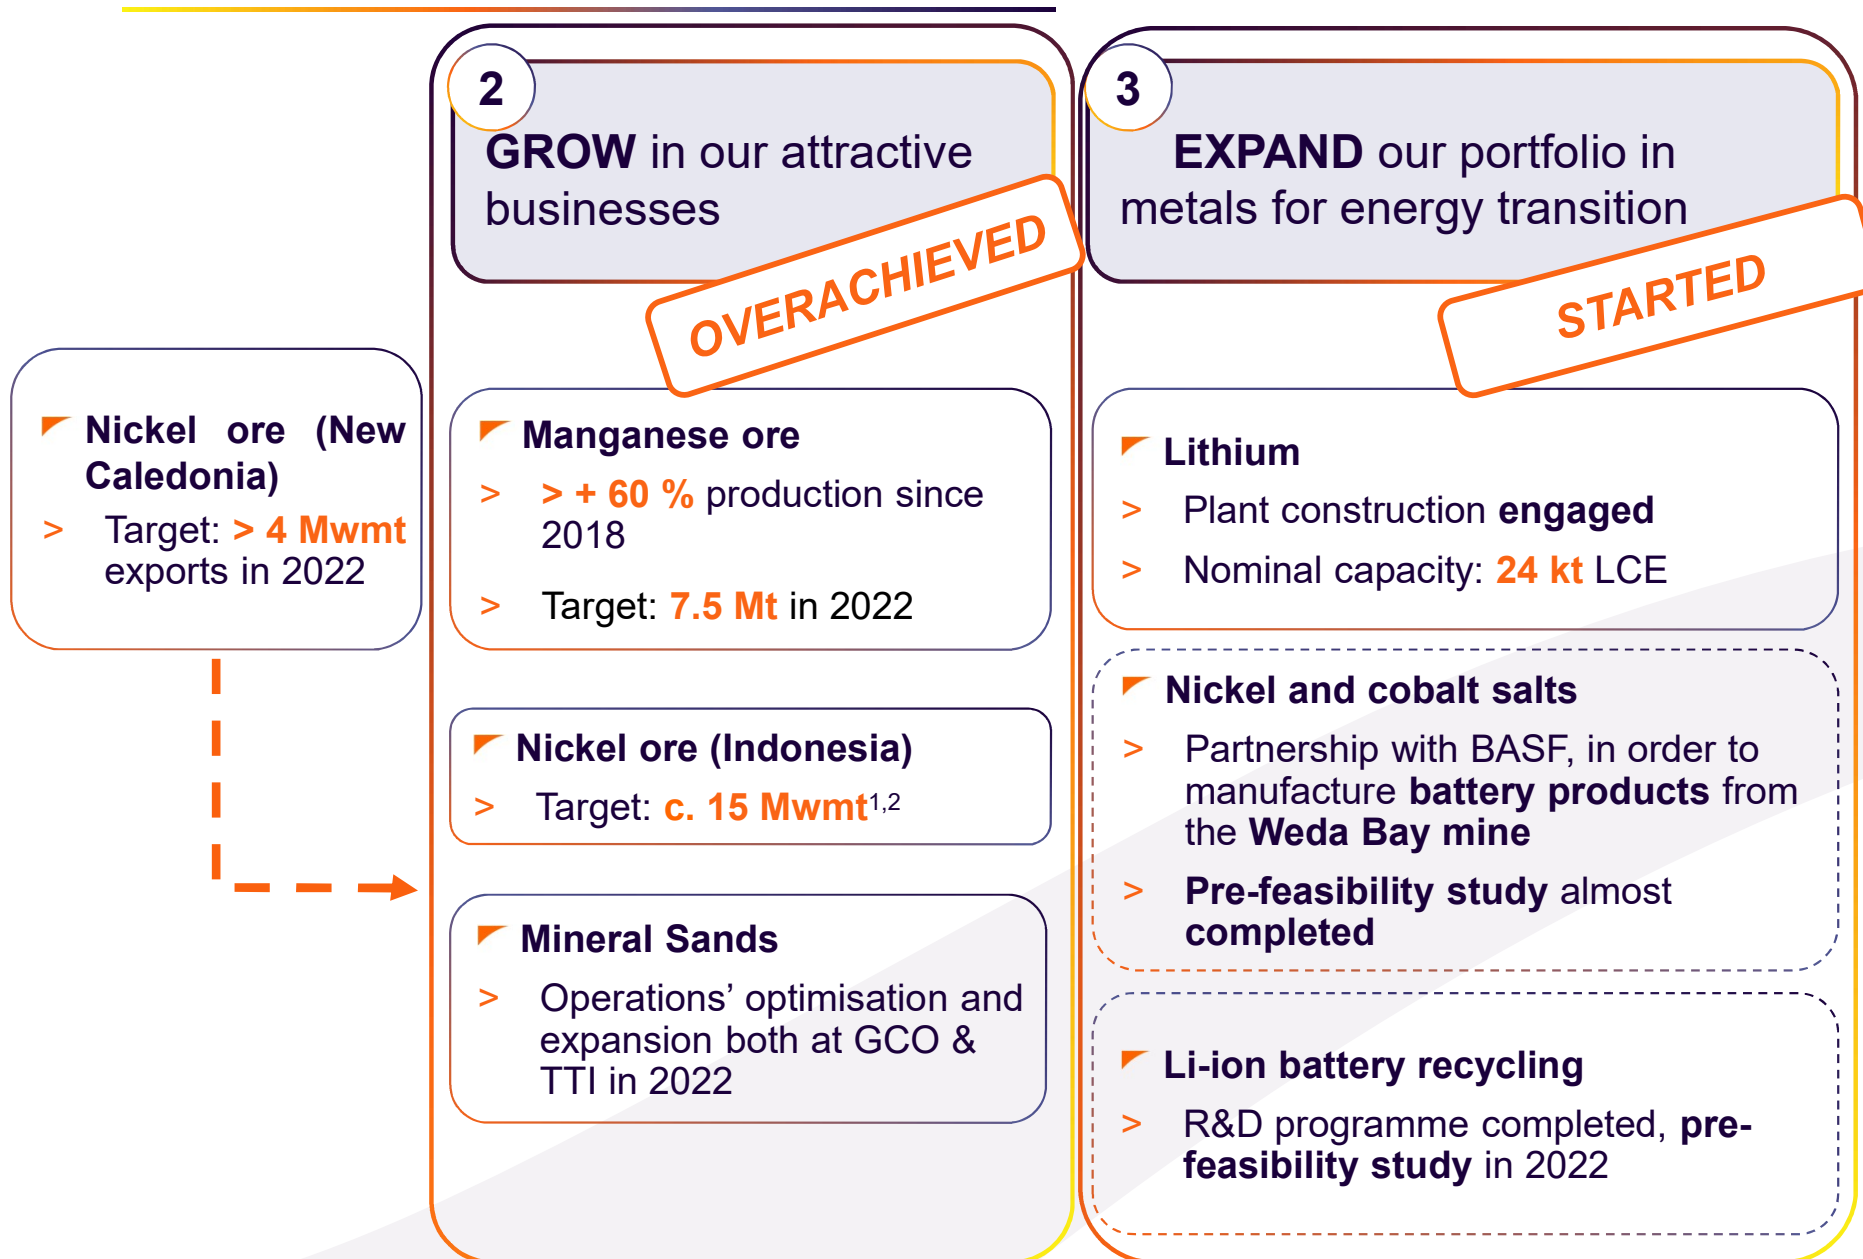 Nickel ore (New
Caledonia)
> Target: > 4 Mwmt
exports in 2022
2
GROW in our attractive
businesses
OVERACHIEVED
Manganese ore
> > + 60 % production since
2018
> Target: 7.5 Mt in 2022
Nickel ore (Indonesia)
> Target: c. 15 Mwmt1,2
Mineral Sands
> Operations’ optimisation and
expansion both at GCO &
TTI in 2022
3
EXPAND our portfolio in
metals for energy transition
STARTED
Lithium
> Plant construction engaged
> Nominal capacity: 24 kt LCE
Nickel and cobalt salts
> Partnership with BASF, in order to
manufacture battery products from
the Weda Bay mine
> Pre-feasibility study almost
completed
Li-ion battery recycling
> R&D programme completed, pre-
feasibility study in 2022